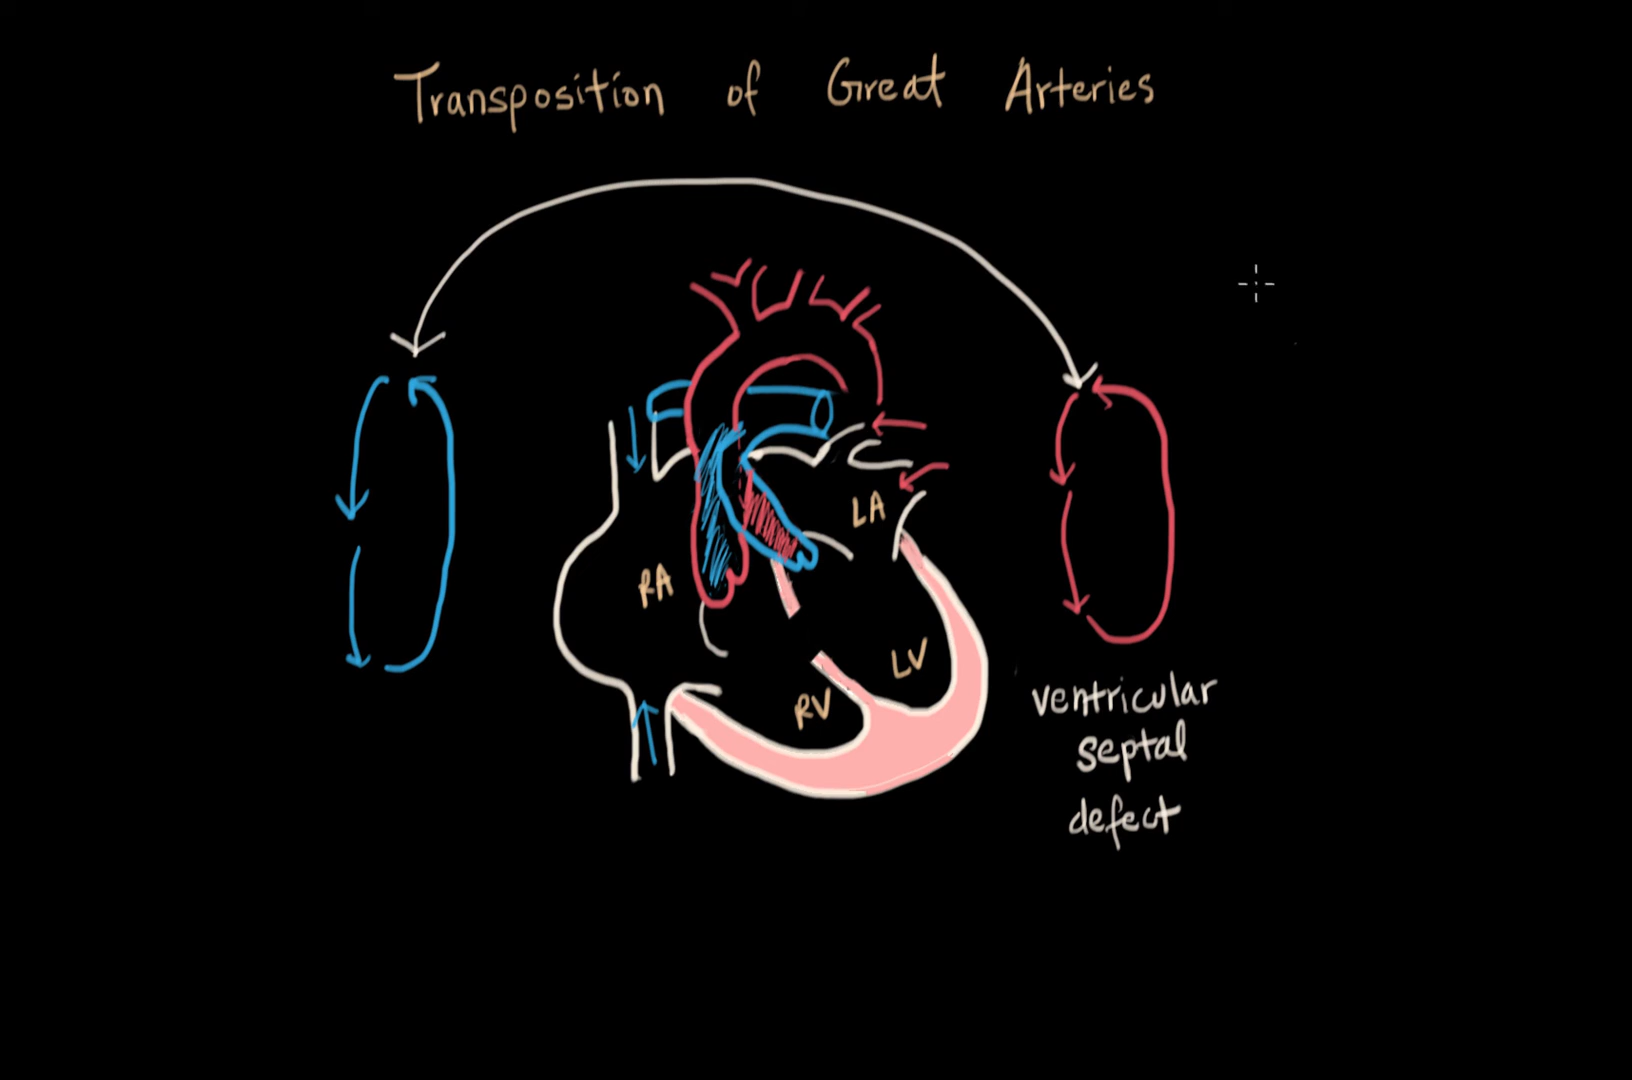 Transposition of Great Arteries
LA
RA
LV
RV
ventricular
septal
defect